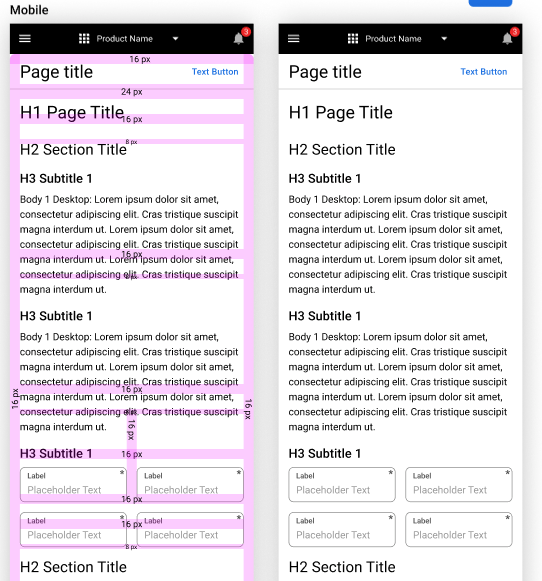 Mobile
Product Name
3
16 px
Page title
Text Button
24 px
H1 Page Title
16 px
8 px
H2 Section Title
H3 Subtitle 1
Body 1 Desktop: Lorem ipsum dolor sit amet,
consectetur adipiscing elit. Cras tristique suscipit
magna interdum ut. Lorem ipsum dolor sit amet,
consectetur adipiscing elit. Cras tristique suscipit
magna interdum ut. Lorem ipsum dolor sit amet,
16 px
consectetur adipiscing elit. Cras tristique suscipit
magna interdum ut.
H3 Subtitle 1
Body 1 Desktop: Lorem ipsum dolor sit amet,
consectetur adipiscing elit. Cras tristique suscipit
magna interdum ut. Lorem ipsum dolor sit amet,
consectetur adipiscing elit. Cras tristique suscipit
16 px
magna interdum ut. Lorem ipsum dolor sit amet,
16 px
16 px
consectetur adipiscing elit. Cras tristique suscipit
16 px
magna interdum ut.
H3 Subtitle 1
16 px
Label * Label *
Placeholder Text Placeholder Text
16 px
Label * Label *
16 px
Placeholder Text Placeholder Text
8 px
H2 Section Title
Product Name
3
Page title
Text Button
H1 Page Title
H2 Section Title
H3 Subtitle 1
Body 1 Desktop: Lorem ipsum dolor sit amet,
consectetur adipiscing elit. Cras tristique suscipit
magna interdum ut. Lorem ipsum dolor sit amet,
consectetur adipiscing elit. Cras tristique suscipit
magna interdum ut. Lorem ipsum dolor sit amet,
consectetur adipiscing elit. Cras tristique suscipit
magna interdum ut.
H3 Subtitle 1
Body 1 Desktop: Lorem ipsum dolor sit amet,
consectetur adipiscing elit. Cras tristique suscipit
magna interdum ut. Lorem ipsum dolor sit amet,
consectetur adipiscing elit. Cras tristique suscipit
magna interdum ut. Lorem ipsum dolor sit amet,
consectetur adipiscing elit. Cras tristique suscipit
magna interdum ut.
H3 Subtitle 1
Label * Label *
Placeholder Text Placeholder Text
Label * Label *
Placeholder Text Placeholder Text
H2 Section Title